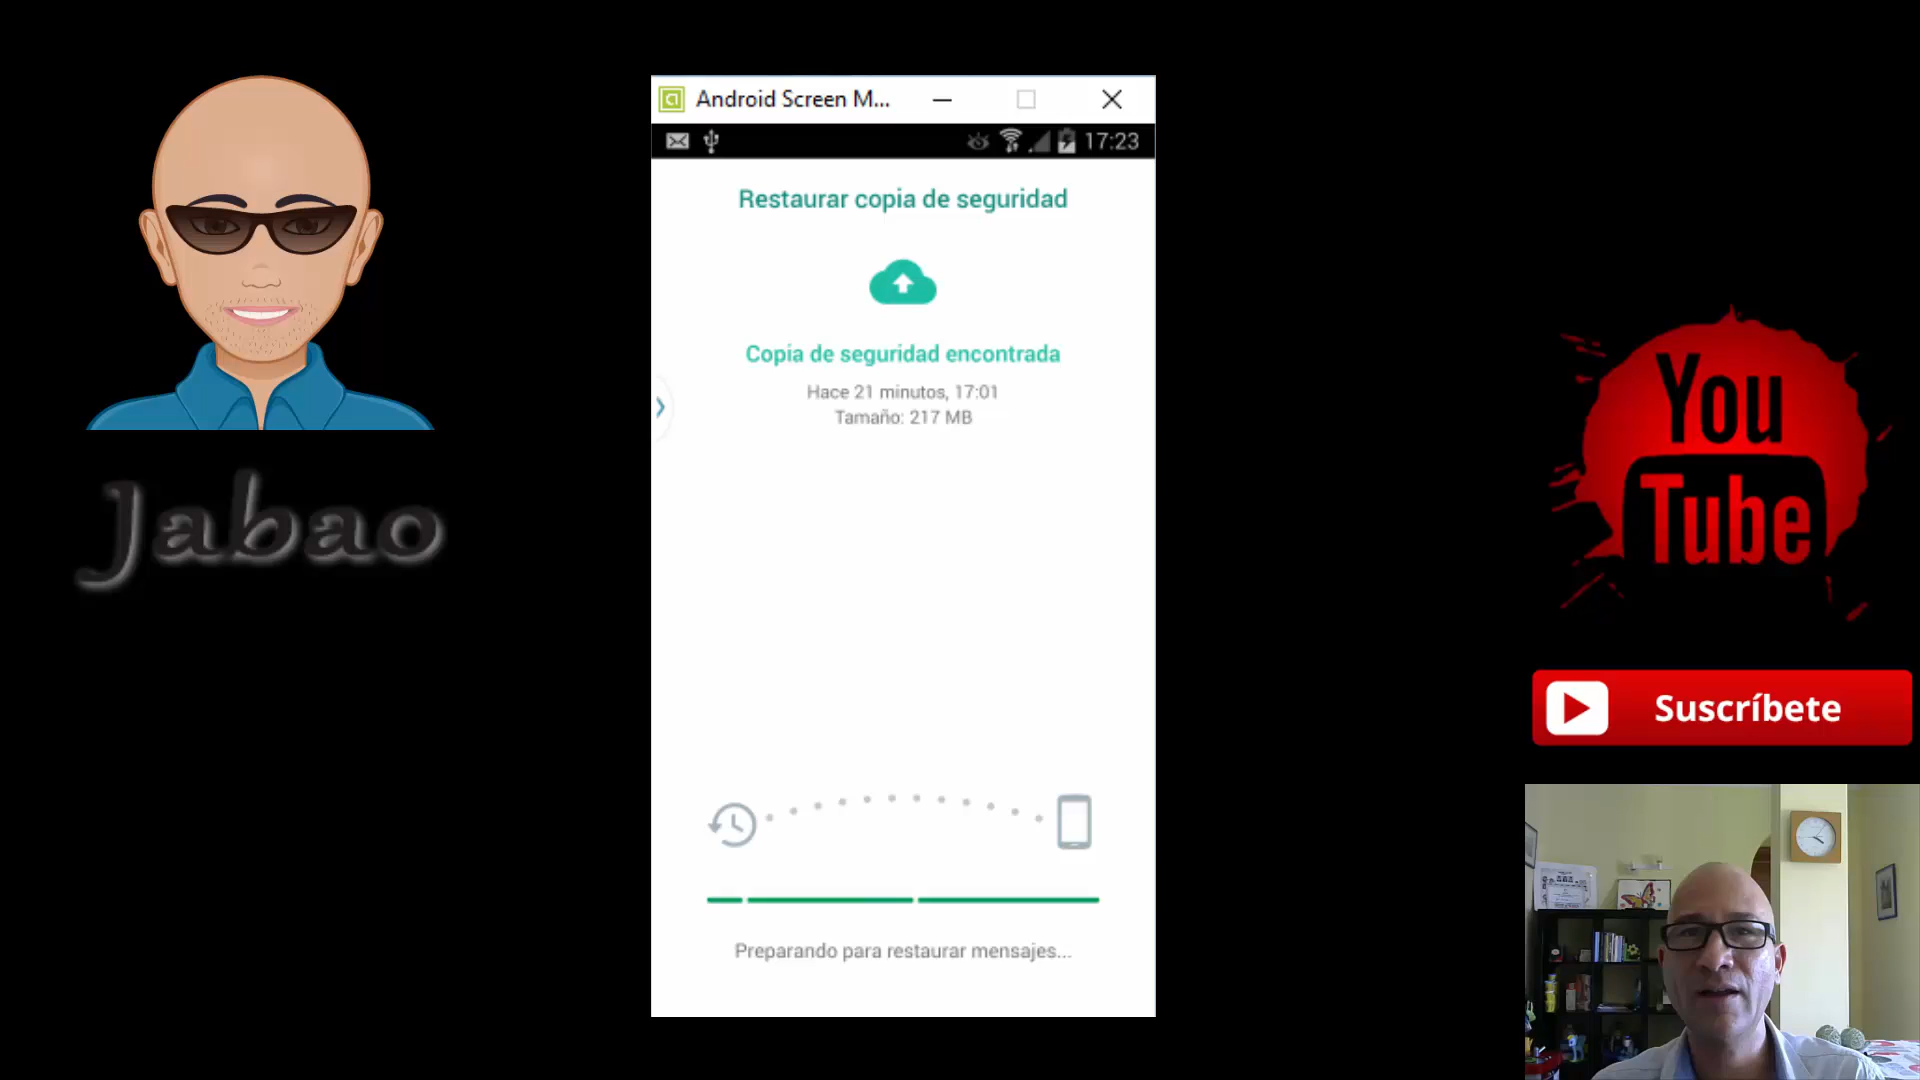 Android Screen M...
17:23
Restaurar copia de seguridad
Copia de seguridad encontrada
Hace 21 minutos, 17:01
Tamaño: 217 MB
Preparando para restaurar mensajes...
Jabao
You
Tube
Suscríbete